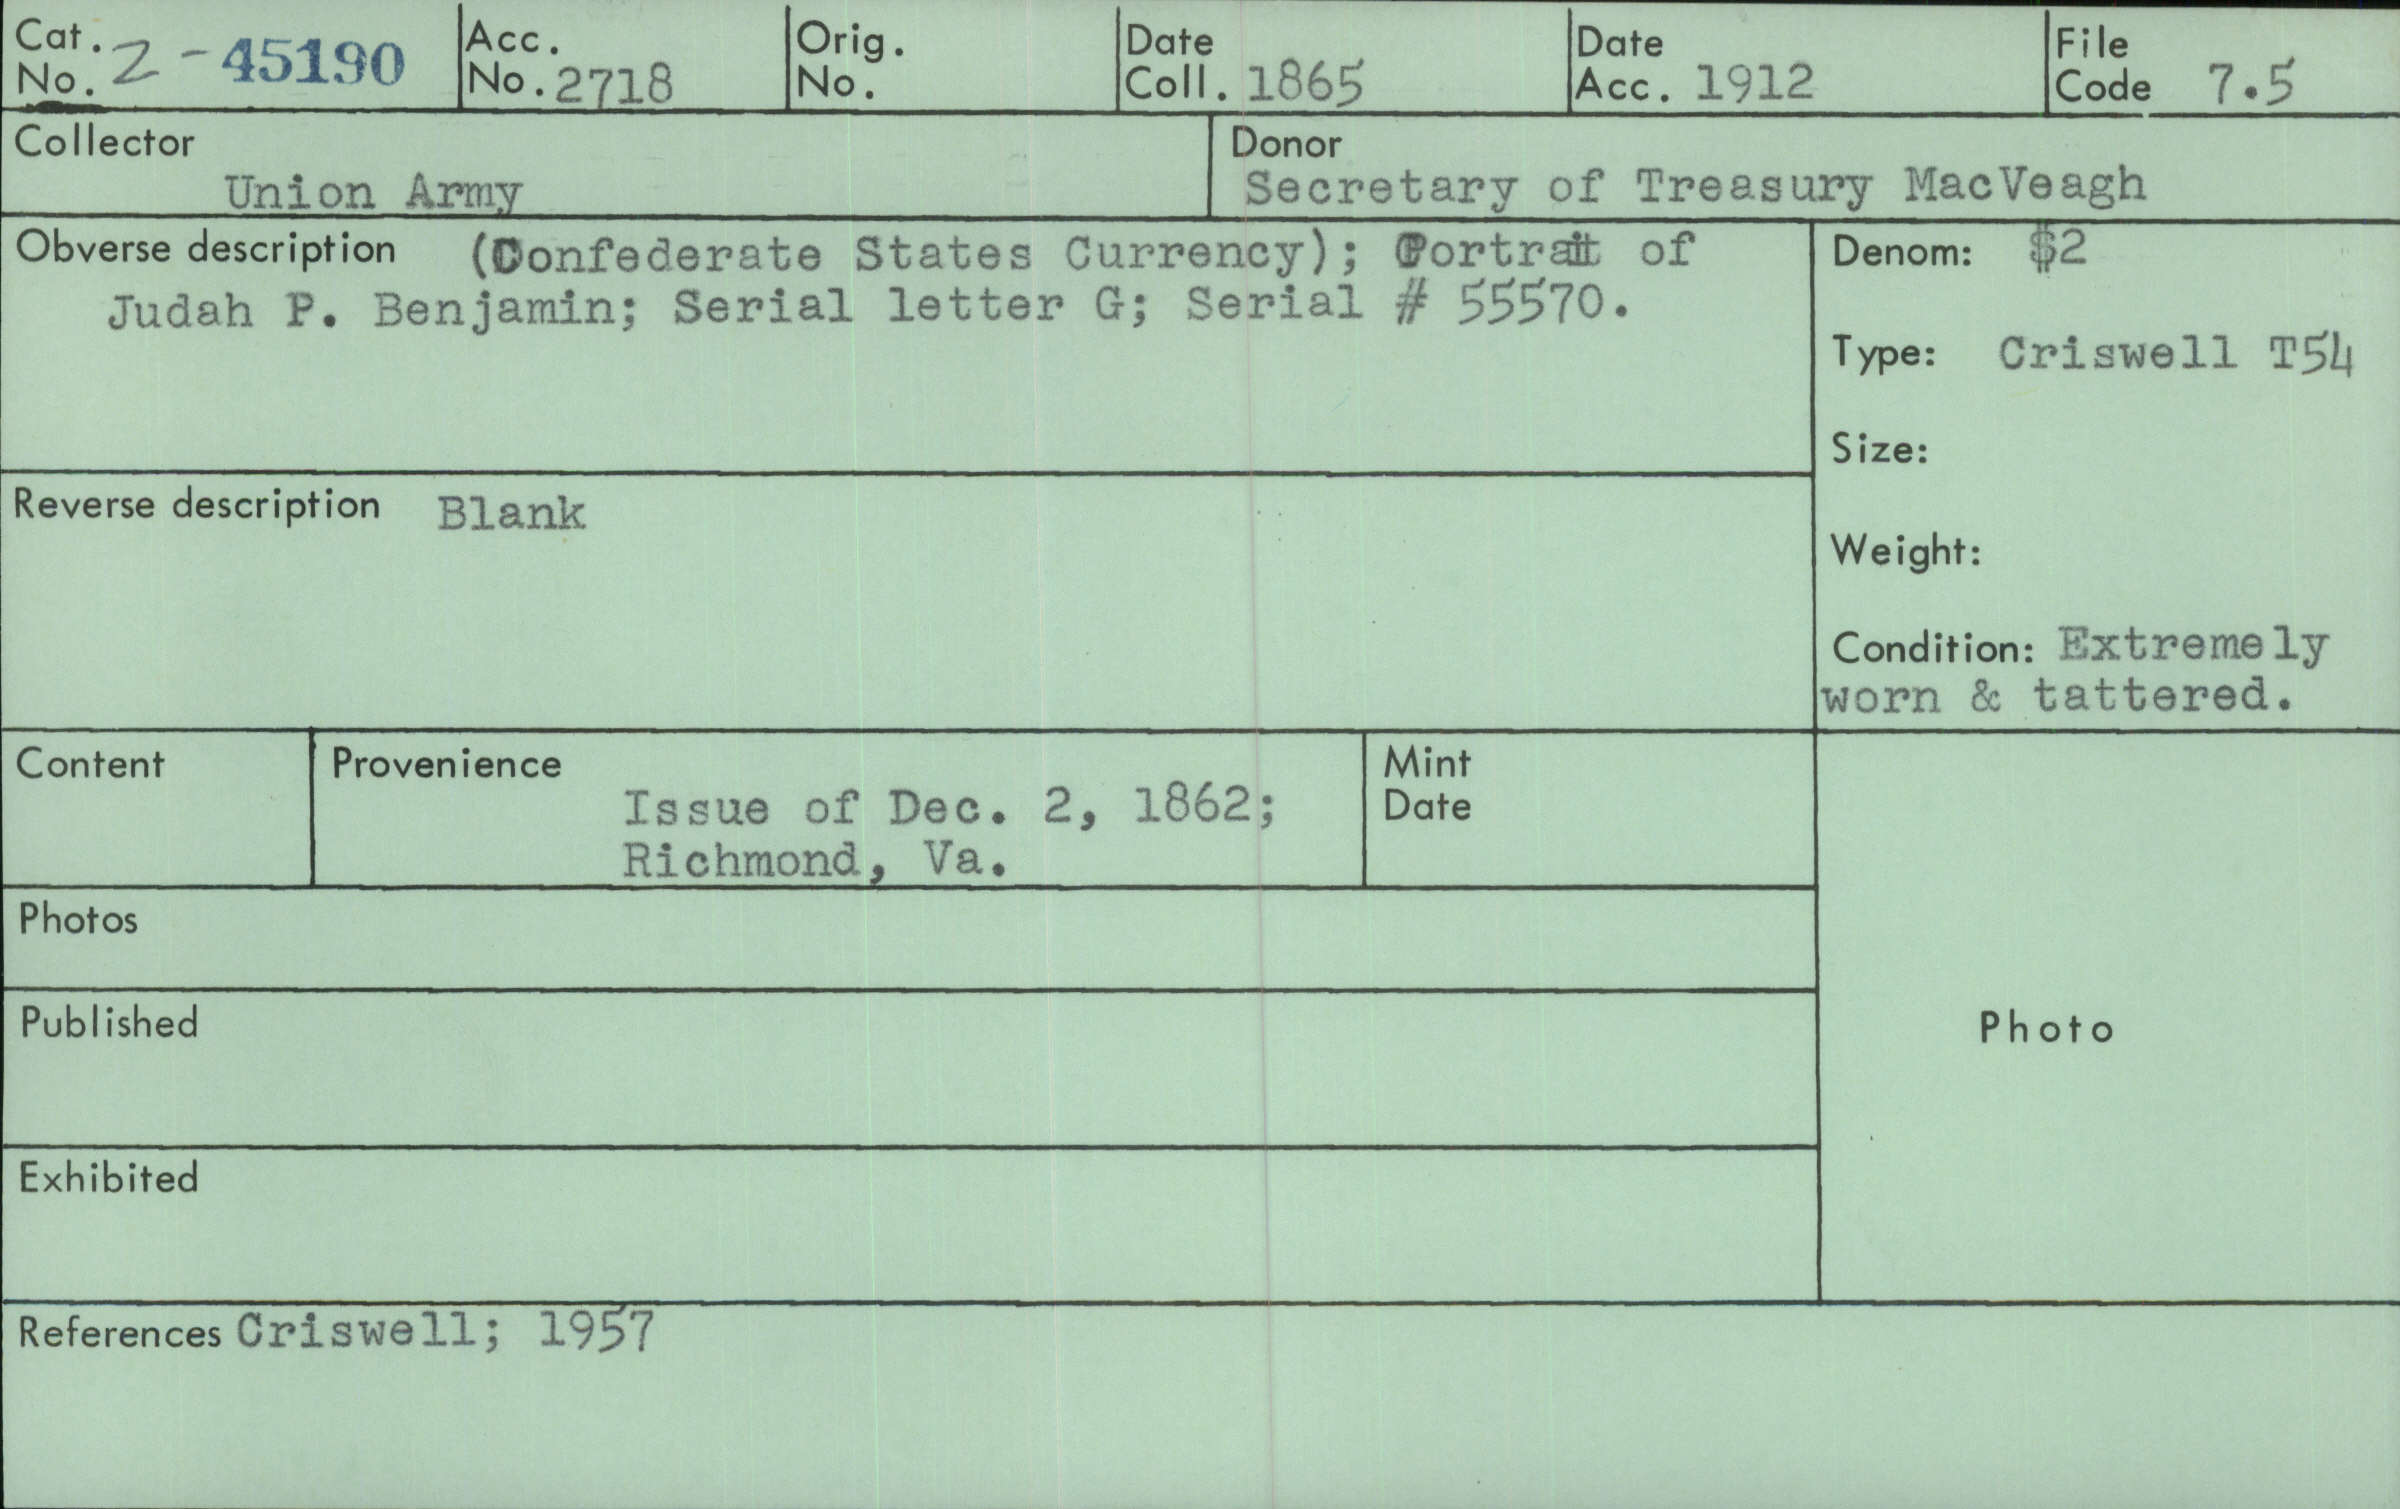 Cat. No. 2-45190
Acc. No. 2718
Orig. No.
Date Coll. 1865
Date Acc. 1912
File Code 7.5
Collector
Union Army
Donor
Secretary of Treasury MacVeagh
Obverse description (Confederate States Currency); Portrait of
Judah P. Benjamin; Serial letter G; Serial # 55570.
Denom: $2
Type: Criswell T54
Size:
Weight:
Condition: Extremely
worn & tattered.
Reverse description Blank
Content
Provenience
Issue of Dec. 2, 1862;
Richmond, Va.
Mint
Date
Photos
Published
Photo
Exhibited
References Criswell; 1957